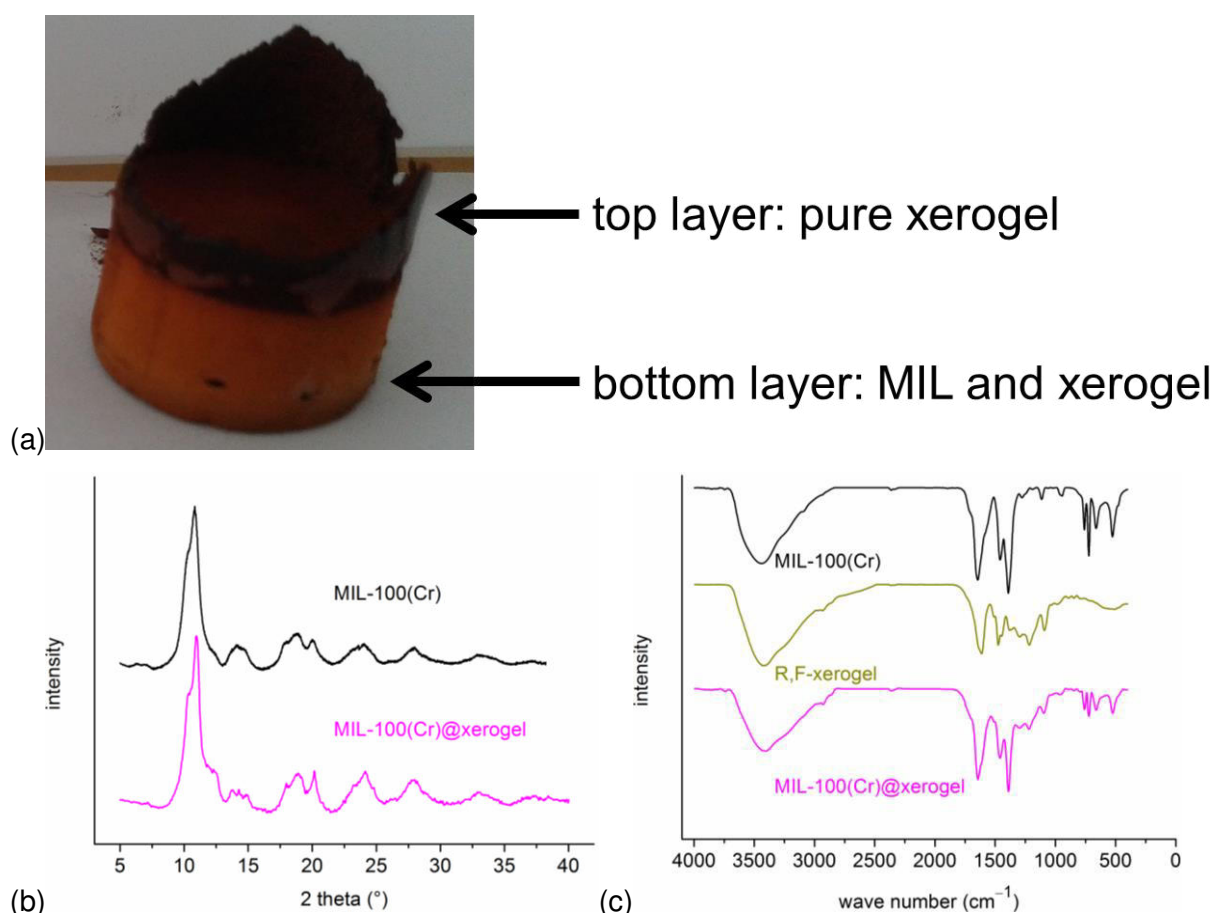 top layer: pure xerogel
bottom layer: MIL and xerogel
(a)
intensity
MIL-100(Cr)
MIL-100(Cr)@xerogel
5 10 15 20 25 30 35 40
2 theta (°)
(b)
intensity
MIL-100(Cr)
R,F-xerogel
MIL-100(Cr)@xerogel
4000 3500 3000 2500 2000 1500 1000 500 0
wave number (cm⁻¹)
(c)